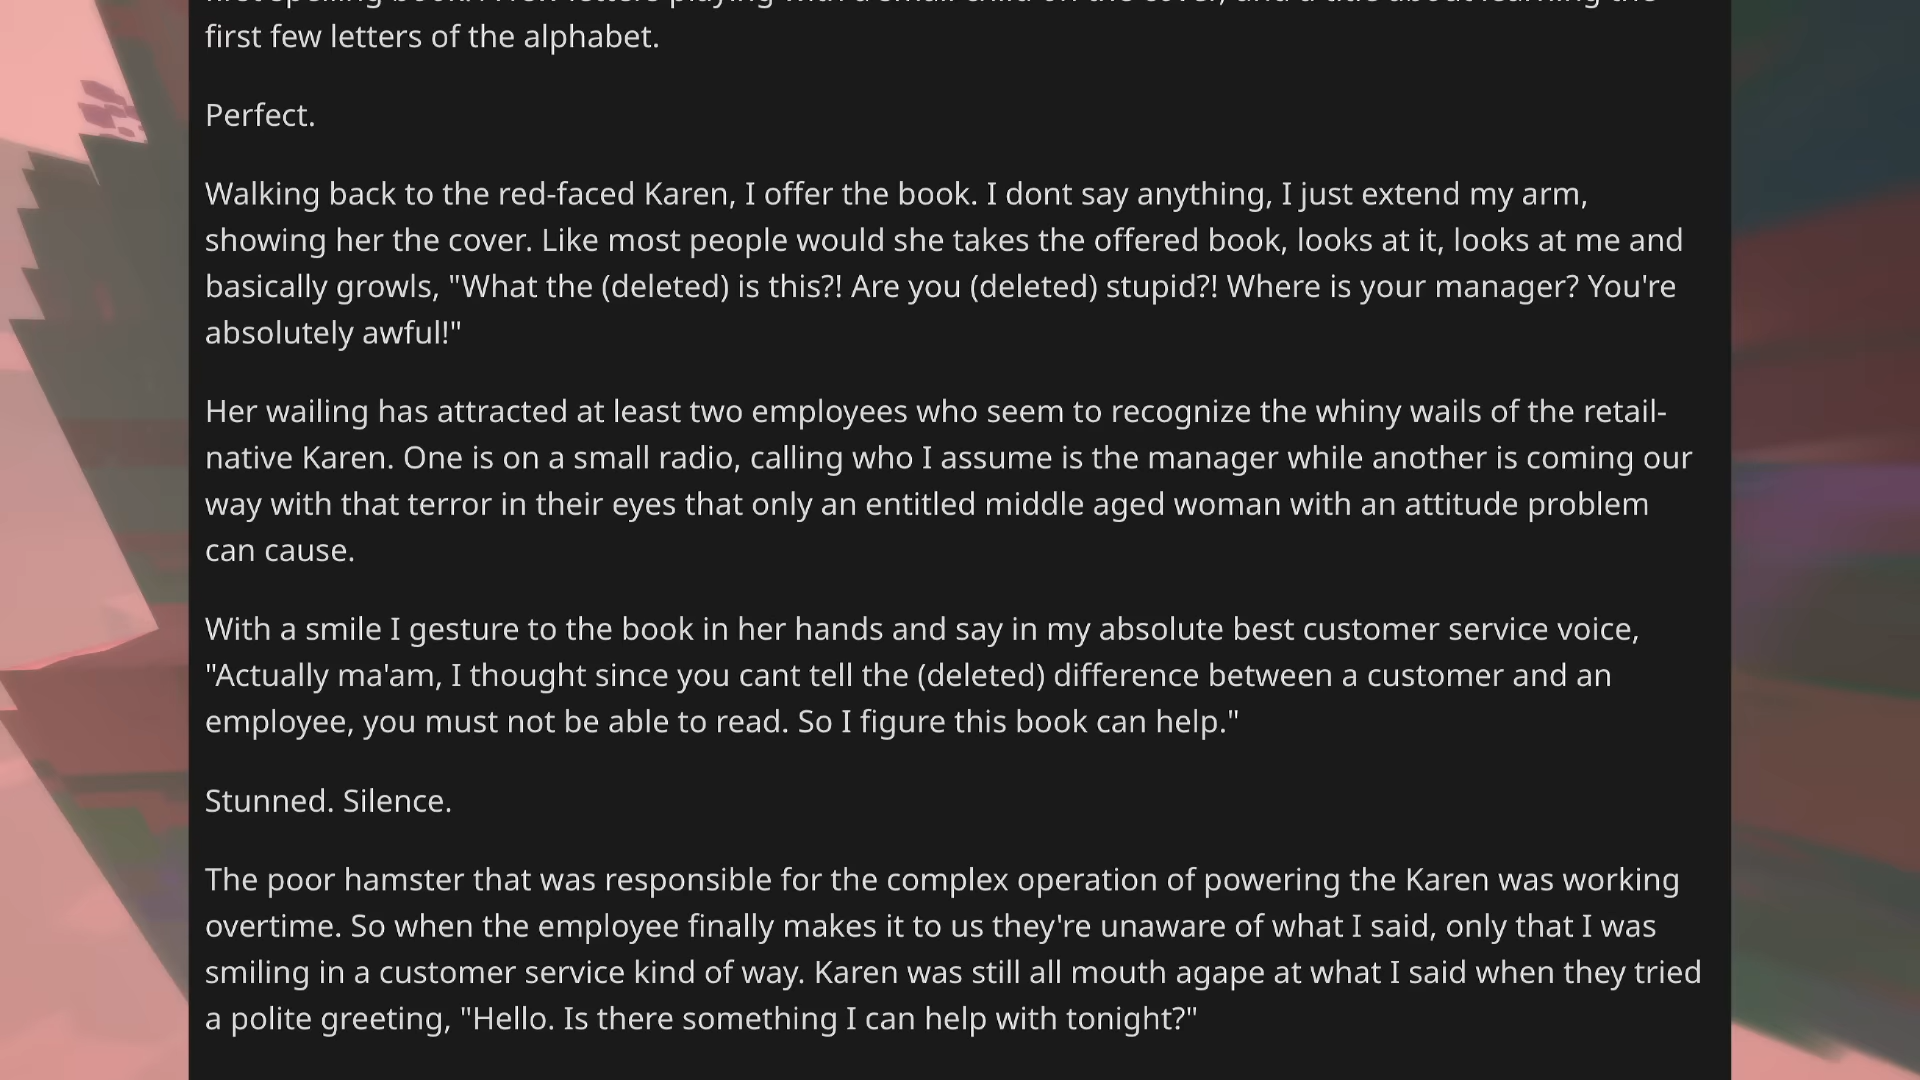 first few letters of the alphabet.
Perfect.
Walking back to the red-faced Karen, I offer the book. I dont say anything, I just extend my arm,
showing her the cover. Like most people would she takes the offered book, looks at it, looks at me and
basically growls, "What the (deleted) is this?! Are you (deleted) stupid?! Where is your manager? You're
absolutely awful!"
Her wailing has attracted at least two employees who seem to recognize the whiny wails of the retail-
native Karen. One is on a small radio, calling who I assume is the manager while another is coming our
way with that terror in their eyes that only an entitled middle aged woman with an attitude problem
can cause.
With a smile I gesture to the book in her hands and say in my absolute best customer service voice,
"Actually ma'am, I thought since you cant tell the (deleted) difference between a customer and an
employee, you must not be able to read. So I figure this book can help."
Stunned. Silence.
The poor hamster that was responsible for the complex operation of powering the Karen was working
overtime. So when the employee finally makes it to us they're unaware of what I said, only that I was
smiling in a customer service kind of way. Karen was still all mouth agape at what I said when they tried
a polite greeting, "Hello. Is there something I can help with tonight?"